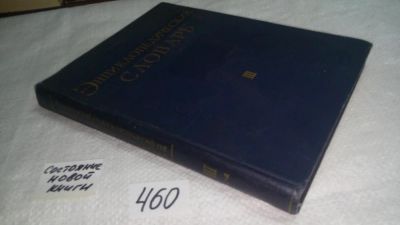 ЭНЦИКЛОПЕДИЧЕСКИЙ
СЛОВАРЬ
III
СОСТОЯНИЕ
НОВОЙ
КНИГИ
460